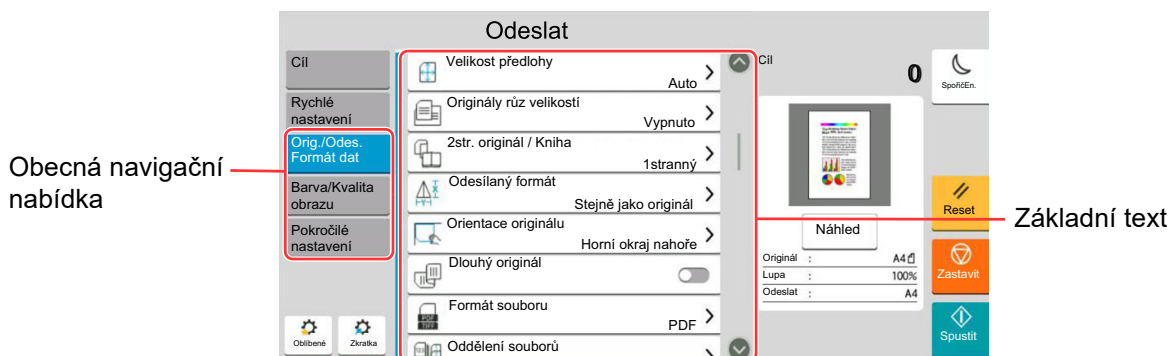 Odeslat
Obecná navigační
nabídka
Cíl
Rychlé
nastavení
Orig./Odes.
Formát dat
Barva/Kvalita
obrazu
Pokročilé
nastavení
Oblíbené
Zkratka
Velikost předlohy
Auto
Originály růz velikostí
Vypnuto
2str. originál / Kniha
1stranný
Odesílaný formát
Stejně jako originál
Orientace originálu
Horní okraj nahoře
Dlouhý originál
Formát souboru
PDF
TIFF
PDF
Oddělení souborů
Cíl
0
Náhled
Originál : A4
Lupa : 100%
Odeslat : A4
SpořičEn.
Reset
Zastavit
Spustit
Základní text